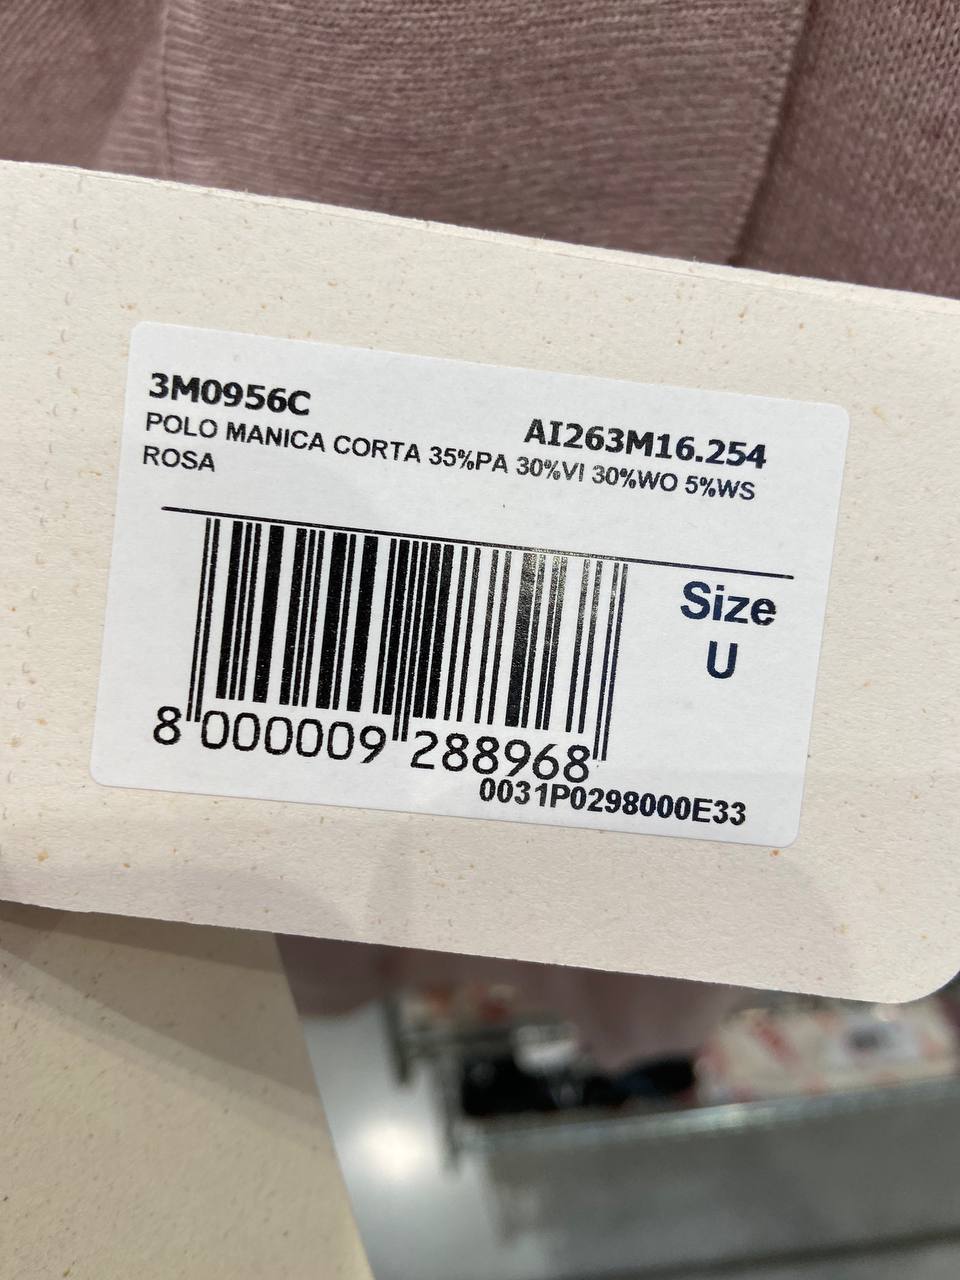 3M0956C
AI263M16.254
POLO MANICA CORTA 35%PA 30%VI 30%WO 5%WS
ROSA
Size
U
8 000009 288968
0031P0298000E33